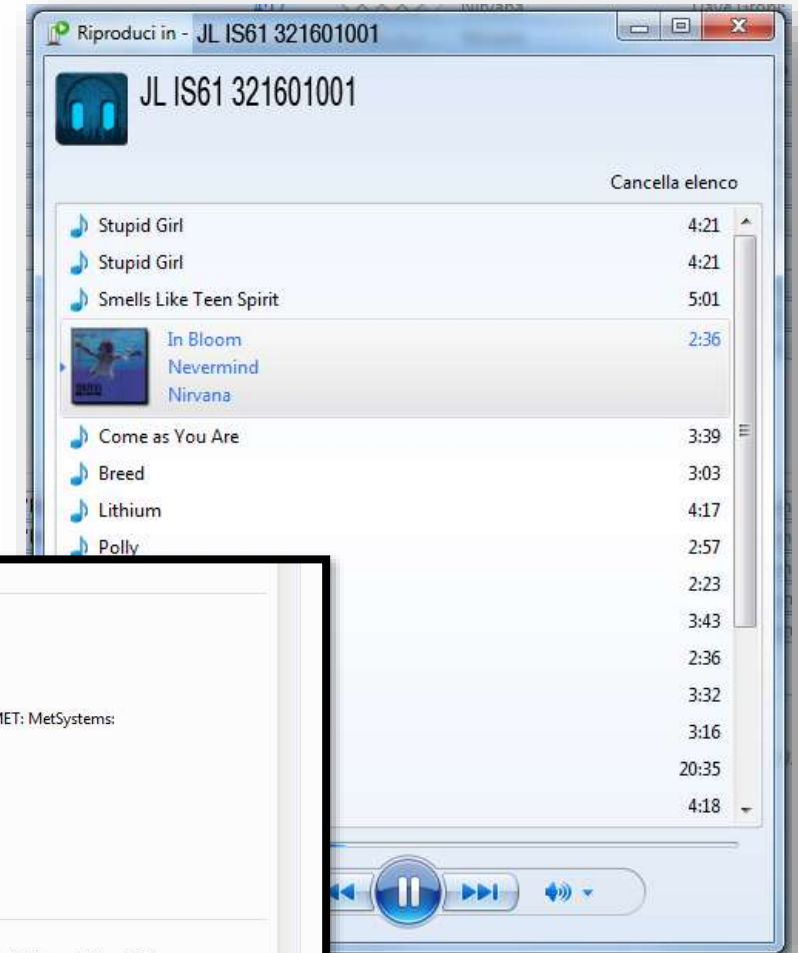 Riproduci in - JL IS61 321601001
JL IS61 321601001
Cancella elenco
Stupid Girl 4:21
Stupid Girl 4:21
Smells Like Teen Spirit 5:01
In Bloom 2:36
Nevermind
Nirvana
Come as You Are 3:39
Breed 3:03
Lithium 4:17
Polly 2:57
2:23
3:43
2:36
MET: MetSystems:
3:32
3:16
20:35
4:18